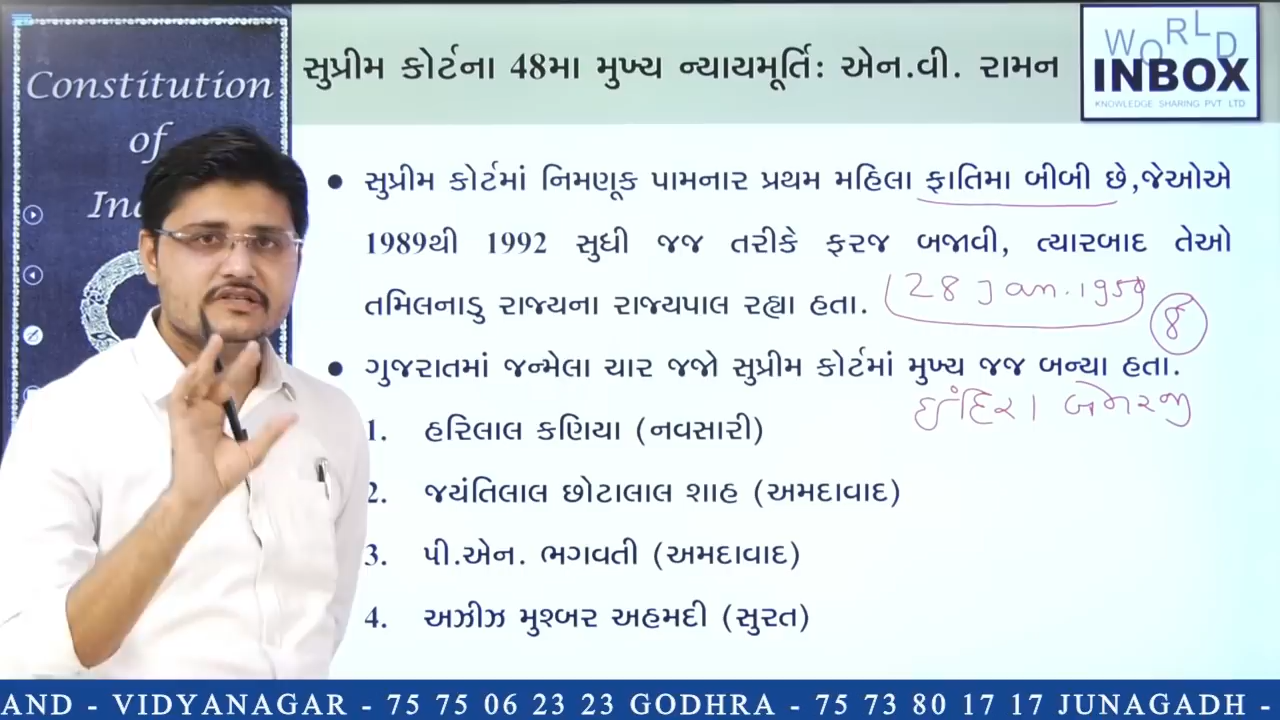 Constitution
of
સુપ્રીમ કોર્ટના 48મા મુખ્ય ન્યાયમૂર્તિઃ એન.વી. રામન
WORLD
INBOX
KNOWLEDGE SHARING PVT LTD
• સુપ્રીમ કોર્ટમાં નિમણૂક પામનાર પ્રથમ મહિલા ફાતિમા બીબી છે,જેઓએ
1989થી 1992 સુધી જજ તરીકે ફરજ બજાવી, ત્યારબાદ તેઓ
તમિલનાડુ રાજ્યના રાજ્યપાલ રહ્યા હતા.
28 Jan. 1950
8
• ગુજરાતમાં જન્મેલા ચાર જજો સુપ્રીમ કોર્ટમાં મુખ્ય જજ બન્યા હતા.
ઈંદિરા બેનરજી
1. હરિલાલ કણિયા (નવસારી)
2. જયંતિલાલ છોટાલાલ શાહ (અમદાવાદ)
3. પી.એન. ભગવતી (અમદાવાદ)
4. અઝીઝ મુશ્બર અહમદી (સુરત)
AND - VIDYANAGAR - 75 75 06 23 23 GODHRA - 75 73 80 17 17 JUNAGADH -